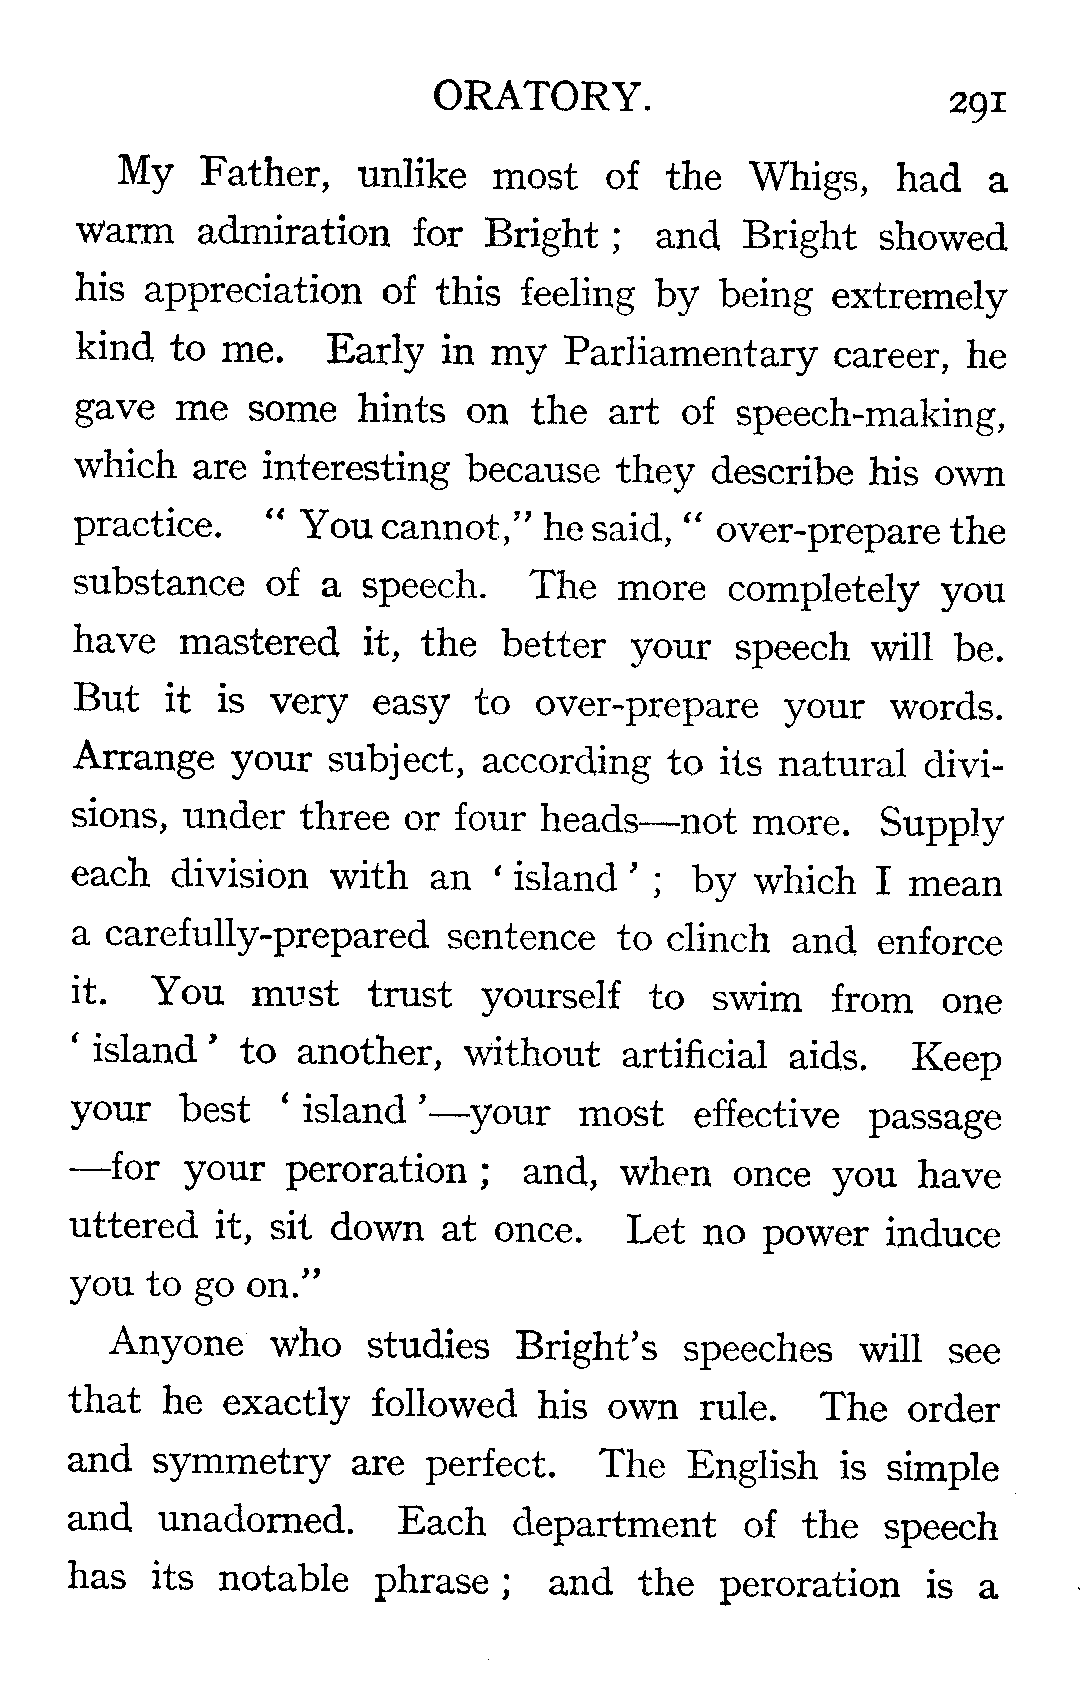 ORATORY. 291
My Father, unlike most of the Whigs, had a
warm admiration for Bright ; and Bright showed
his appreciation of this feeling by being extremely
kind to me. Early in my Parliamentary career, he
gave me some hints on the art of speech-making,
which are interesting because they describe his own
practice. “ You cannot,” he said, “ over-prepare the
substance of a speech. The more completely you
have mastered it, the better your speech will be.
But it is very easy to over-prepare your words.
Arrange your subject, according to its natural divi-
sions, under three or four heads—not more. Supply
each division with an ‘ island ’ ; by which I mean
a carefully-prepared sentence to clinch and enforce
it. You must trust yourself to swim from one
‘ island ’ to another, without artificial aids. Keep
your best ‘ island ’—your most effective passage
—for your peroration ; and, when once you have
uttered it, sit down at once. Let no power induce
you to go on.”
Anyone who studies Bright’s speeches will see
that he exactly followed his own rule. The order
and symmetry are perfect. The English is simple
and unadorned. Each department of the speech
has its notable phrase ; and the peroration is a